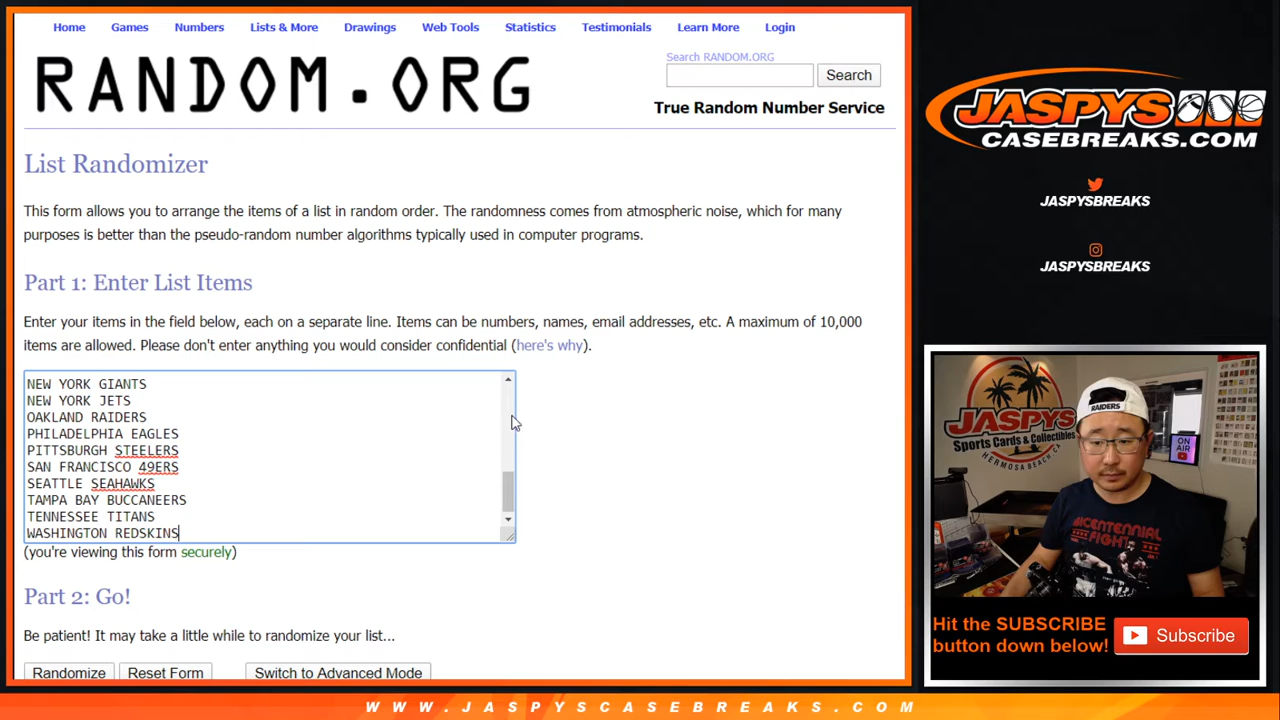 Home Games Numbers Lists & More Drawings Web Tools Statistics Testimonials Learn More Login
RANDOM.ORG
Search RANDOM.ORG
Search
True Random Number Service
List Randomizer
This form allows you to arrange the items of a list in random order. The randomness comes from atmospheric noise, which for many
purposes is better than the pseudo-random number algorithms typically used in computer programs.
Part 1: Enter List Items
Enter your items in the field below, each on a separate line. Items can be numbers, names, email addresses, etc. A maximum of 10,000
items are allowed. Please don't enter anything you would consider confidential (here's why).
NEW YORK GIANTS
NEW YORK JETS
OAKLAND RAIDERS
PHILADELPHIA EAGLES
PITTSBURGH STEELERS
SAN FRANCISCO 49ERS
SEATTLE SEAHAWKS
TAMPA BAY BUCCANEERS
TENNESSEE TITANS
WASHINGTON REDSKINS
(you're viewing this form securely)
Part 2: Go!
Be patient! It may take a little while to randomize your list...
Randomize Reset Form Switch to Advanced Mode
JASPYS
CASEBREAKS.COM
JASPYSBREAKS
JASPYSBREAKS
JASPYS
Sports Cards & Collectibles
HERMOSA BEACH, CA
RAIDERS
ON AIR
BICENTENNIAL
FIGHT
Hit the SUBSCRIBE
button down below!
Subscribe
WWW.JASPYSCASEBREAKS.COM